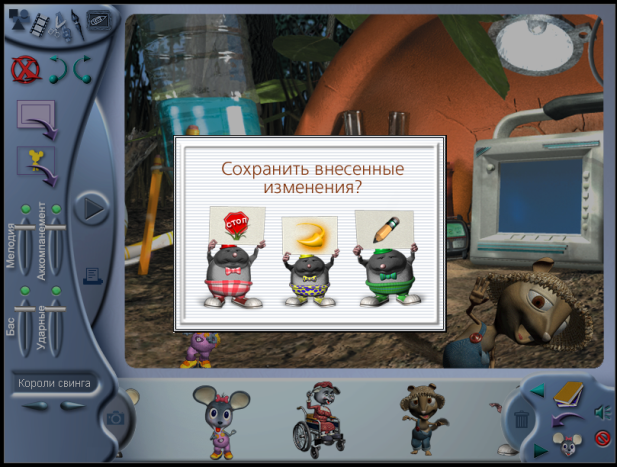 Сохранить внесенные
изменения?
СТОП
Мелодия
Аккомпанемент
Бас
Ударные
Короли свинга